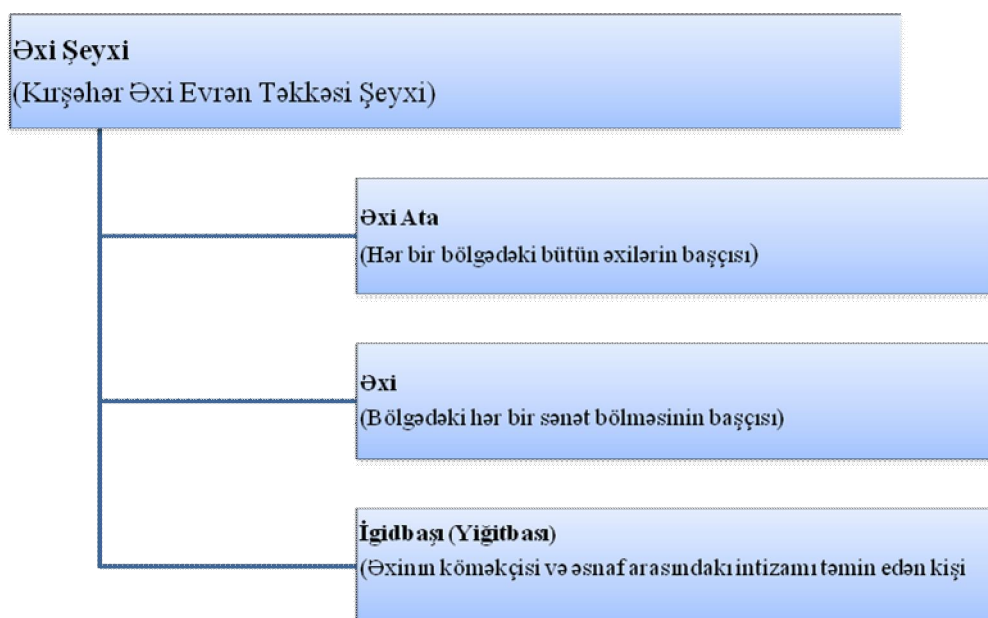 Əxi Şeyxi
(Kırşəhər Əxi Evrən Təkkəsi Şeyxi)
Əxi Ata
(Hər bir bölgədəki bütün əxilərin başçısı)
Əxi
(Bölgədəki hər bir sənət bölməsinin başçısı)
İgidbaşı (Yiğitbası)
(Əxinın köməkçisi və əsnaf arasındakı intizamı təmin edən kişi